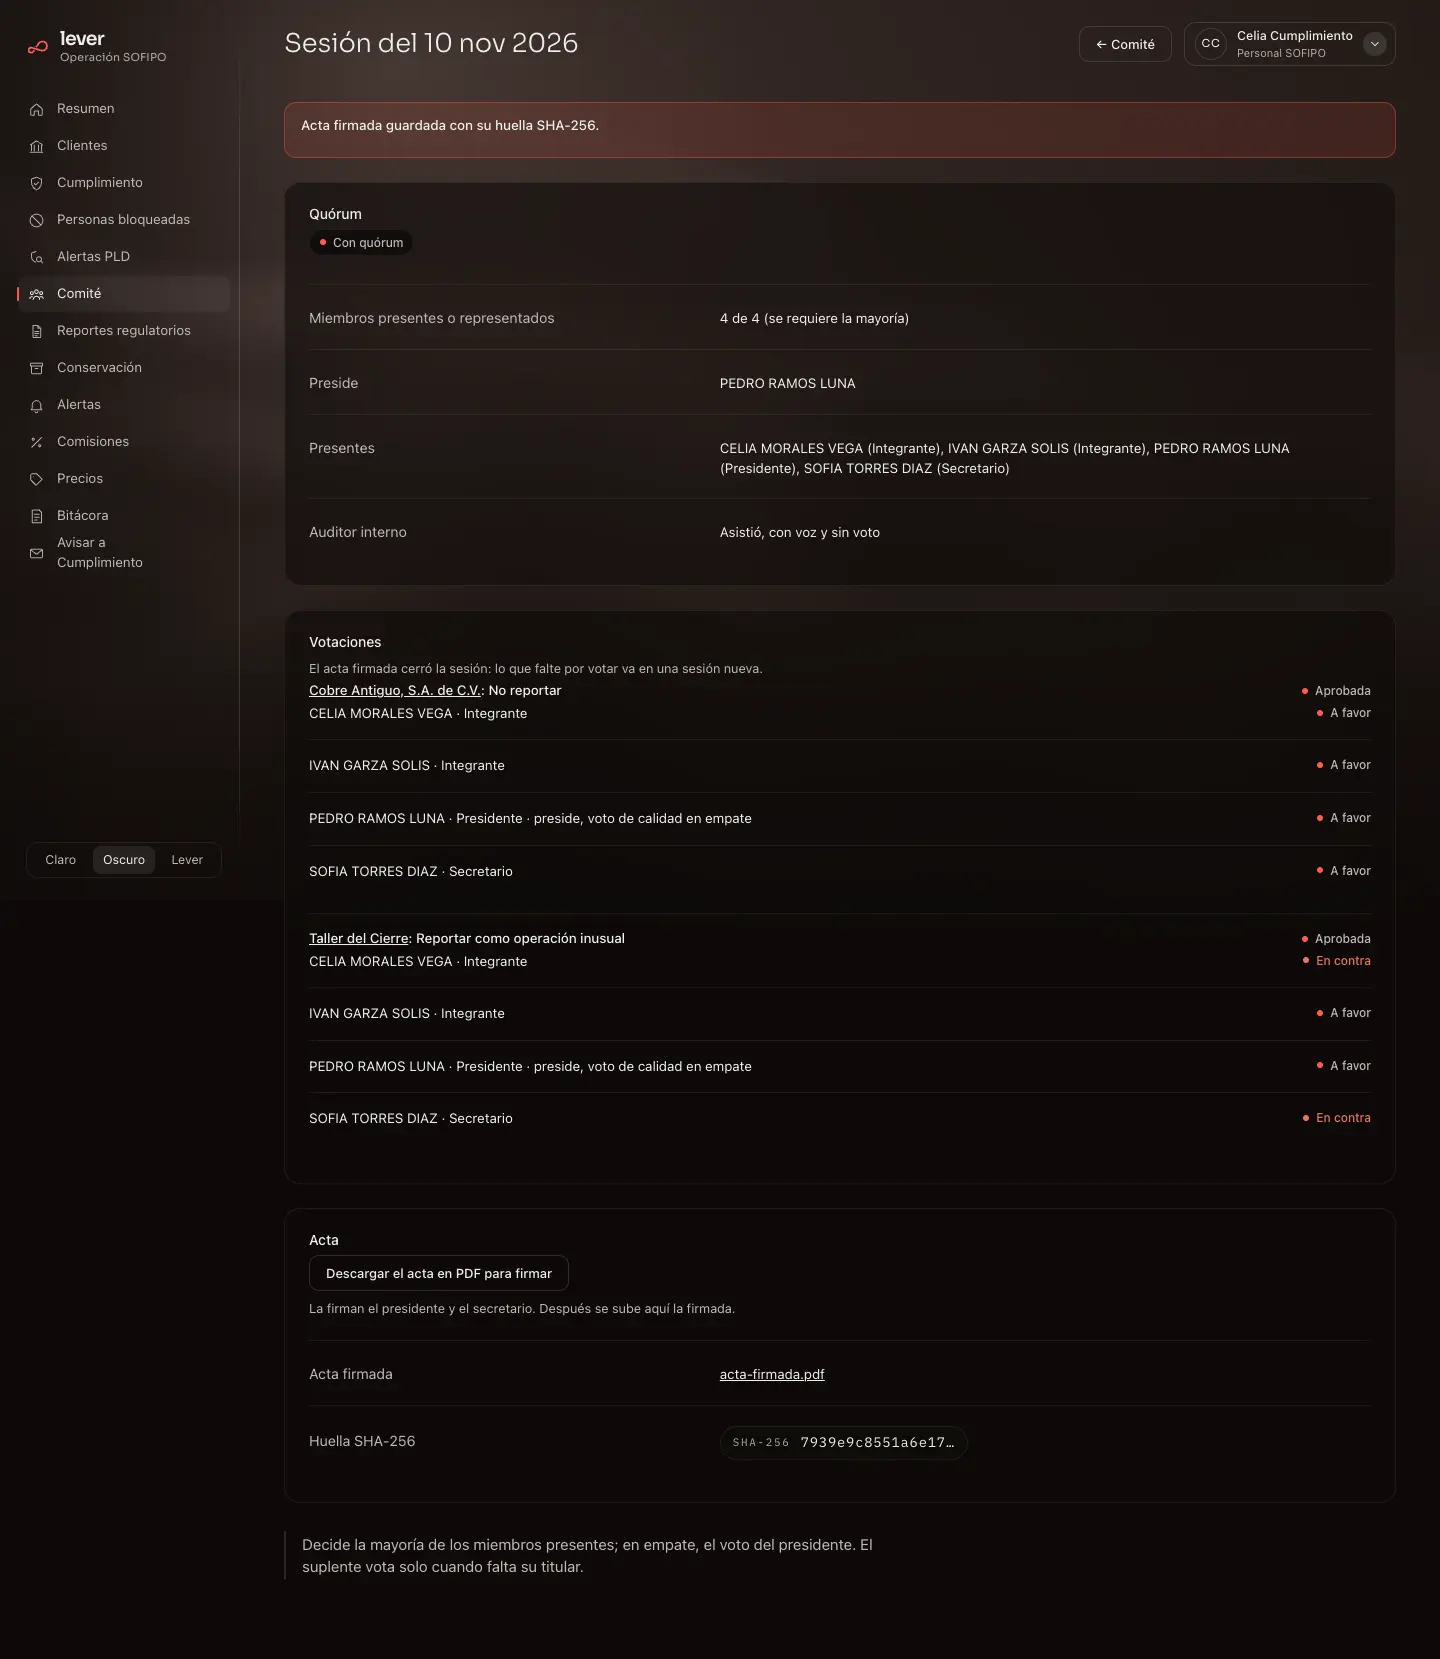 lever
Operación SOFIPO
Resumen
Clientes
Cumplimiento
Personas bloqueadas
Alertas PLD
Comité
Reportes regulatorios
Conservación
Alertas
Comisiones
Precios
Bitácora
Avisar a
Cumplimiento
Claro Oscuro Lever
Sesión del 10 nov 2026
← Comité
CC
Celia Cumplimiento
Personal SOFIPO
Acta firmada guardada con su huella SHA-256.
Quórum
Con quórum
Miembros presentes o representados 4 de 4 (se requiere la mayoría)
Preside PEDRO RAMOS LUNA
Presentes CELIA MORALES VEGA (Integrante), IVAN GARZA SOLIS (Integrante), PEDRO RAMOS LUNA
(Presidente), SOFIA TORRES DIAZ (Secretario)
Auditor interno Asistió, con voz y sin voto
Votaciones
El acta firmada cerró la sesión: lo que falte por votar va en una sesión nueva.
Cobre Antiguo, S.A. de C.V.: No reportar Aprobada
CELIA MORALES VEGA · Integrante A favor
IVAN GARZA SOLIS · Integrante A favor
PEDRO RAMOS LUNA · Presidente · preside, voto de calidad en empate A favor
SOFIA TORRES DIAZ · Secretario A favor
Taller del Cierre: Reportar como operación inusual Aprobada
CELIA MORALES VEGA · Integrante En contra
IVAN GARZA SOLIS · Integrante A favor
PEDRO RAMOS LUNA · Presidente · preside, voto de calidad en empate A favor
SOFIA TORRES DIAZ · Secretario En contra
Acta
Descargar el acta en PDF para firmar
La firman el presidente y el secretario. Después se sube aquí la firmada.
Acta firmada acta-firmada.pdf
Huella SHA-256 SHA-256 7939e9c8551a6e17…
Decide la mayoría de los miembros presentes; en empate, el voto del presidente. El
suplente vota solo cuando falta su titular.